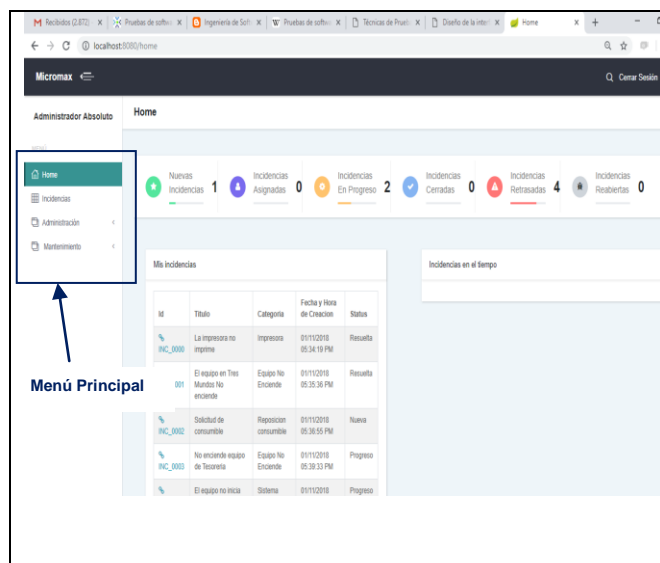 Recibidos (2.872)
Pruebas de softwa
Ingeniería de Soft
Pruebas de softwa
Técnicas de Prueb
Diseño de la interf
Home
localhost:8080/home
Micromax
Cerrar Sesión
Administrador Absoluto
Home
MENÚ
Home
Incidencias
Administración
Mantenimiento
Menú Principal
Nuevas
Incidencias 1
Incidencias
Asignadas 0
Incidencias
En Progreso 2
Incidencias
Cerradas 0
Incidencias
Retrasadas 4
Incidencias
Reabiertas 0
Mis incidencias
Id Titulo Categoria Fecha y Hora de Creacion Status
INC_0000 La impresora no imprime Impresora 01/11/2018 05:34:19 PM Resuelta
001 El equipo en Tres Mundos No enciende Equipo No Enciende 01/11/2018 05:35:36 PM Resuelta
INC_0002 Solicitud de consumible Reposicion consumible 01/11/2018 05:36:55 PM Nueva
INC_0003 No enciende equipo de Tesoreria Equipo No Enciende 01/11/2018 05:39:33 PM Progreso
El equipo no inicia Sistema 01/11/2018 Progreso
Incidencias en el tiempo